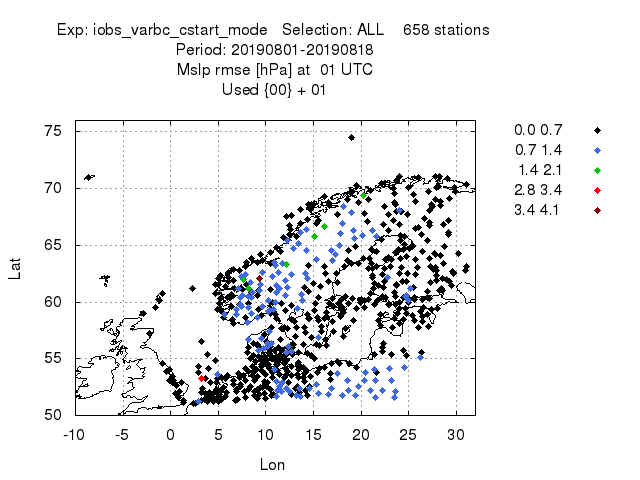 Exp: iobs_varbc_cstart_mode Selection: ALL 658 stations
Period: 20190801-20190818
Mslp rmse [hPa] at 01 UTC
Used {00} + 01
0.0 0.7
0.7 1.4
1.4 2.1
2.8 3.4
3.4 4.1
75
70
65
60
55
50
Lat
-10 -5 0 5 10 15 20 25 30
Lon